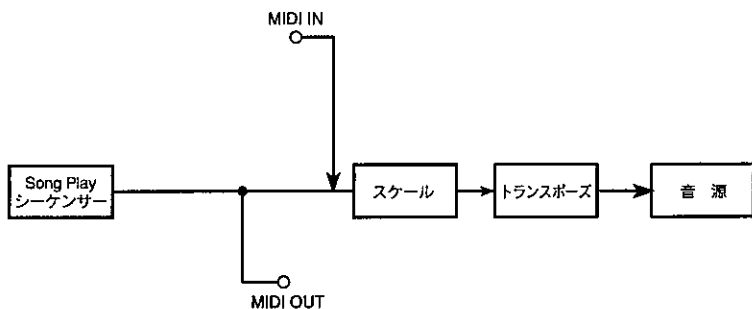 MIDI IN
Song Play
シーケンサー
スケール
トランスポーズ
音 源
MIDI OUT